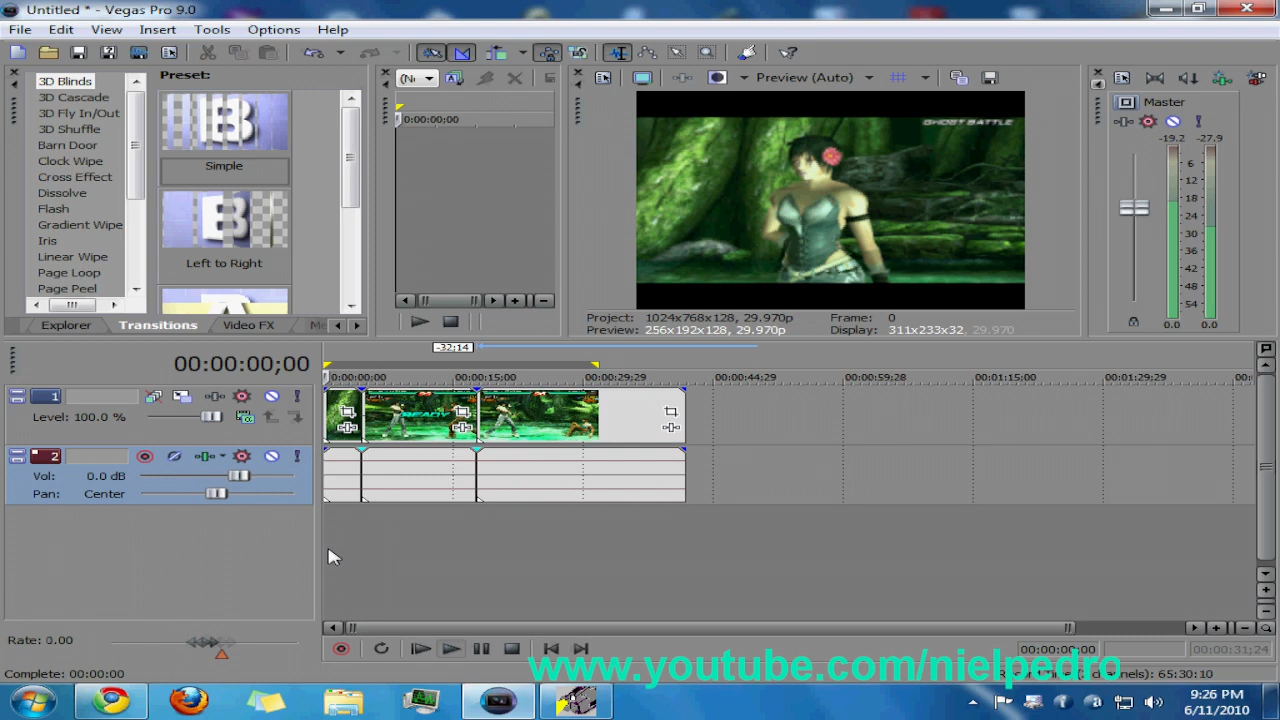 Untitled * - Vegas Pro 9.0
File Edit View Insert Tools Options Help
3D Blinds
3D Cascade
3D Fly In/Out
3D Shuffle
Barn Door
Clock Wipe
Cross Effect
Dissolve
Flash
Gradient Wipe
Iris
Linear Wipe
Page Loop
Page Peel
Preset:
Simple
Left to Right
Explorer Transitions Video FX
0:00:00;00
Preview (Auto)
GHOST BATTLE
Project: 1024x768x128, 29.970p
Preview: 256x192x128, 29.970p
Frame: 0
Display: 311x233x32, 29.970
Master
-19.2 -27.9
6
12
18
24
30
36
42
48
54
0.0 0.0
00:00:00;00
-32;14
00:00:00;00 00:00:15;00 00:00:29;29 00:00:44;29 00:00:59;28 00:01:15;00 00:01:29;29
1
Level: 100.0 %
READY
2
Vol: 0.0 dB
Pan: Center
Rate: 0.00
00:00:00;00 00:00:31;24
Complete: 00:00:00
www.youtube.com/nielpedro
65:30:10
9:26 PM
6/11/2010